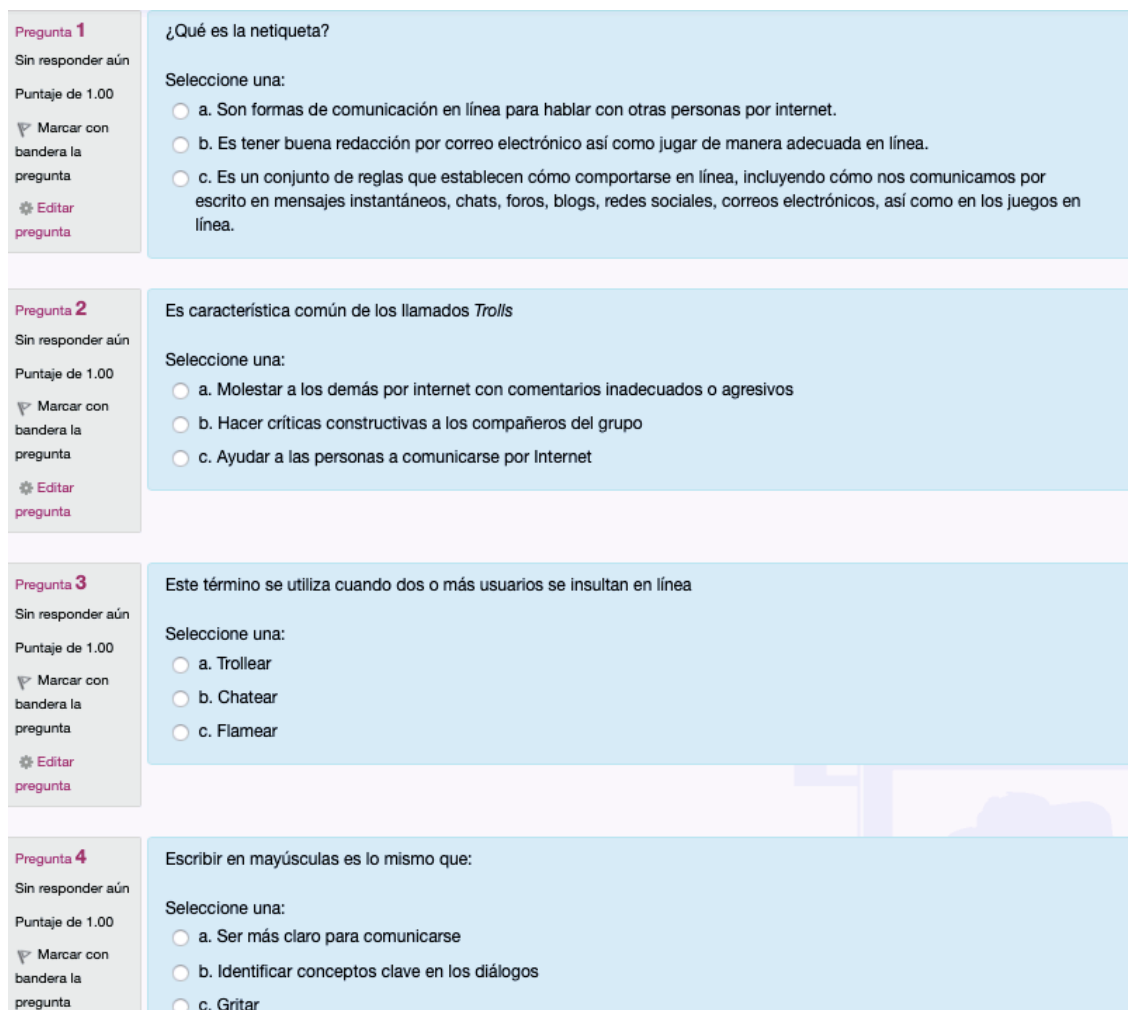 Pregunta 1
Sin responder aún
Puntaje de 1.00
Marcar con
bandera la
pregunta
Editar
pregunta
¿Qué es la netiqueta?
Seleccione una:
a. Son formas de comunicación en línea para hablar con otras personas por internet.
b. Es tener buena redacción por correo electrónico así como jugar de manera adecuada en línea.
c. Es un conjunto de reglas que establecen cómo comportarse en línea, incluyendo cómo nos comunicamos por
escrito en mensajes instantáneos, chats, foros, blogs, redes sociales, correos electrónicos, así como en los juegos en
línea.
Pregunta 2
Sin responder aún
Puntaje de 1.00
Marcar con
bandera la
pregunta
Editar
pregunta
Es característica común de los llamados Trolls
Seleccione una:
a. Molestar a los demás por internet con comentarios inadecuados o agresivos
b. Hacer críticas constructivas a los compañeros del grupo
c. Ayudar a las personas a comunicarse por Internet
Pregunta 3
Sin responder aún
Puntaje de 1.00
Marcar con
bandera la
pregunta
Editar
pregunta
Este término se utiliza cuando dos o más usuarios se insultan en línea
Seleccione una:
a. Trollear
b. Chatear
c. Flamear
Pregunta 4
Sin responder aún
Puntaje de 1.00
Marcar con
bandera la
pregunta
Escribir en mayúsculas es lo mismo que:
Seleccione una:
a. Ser más claro para comunicarse
b. Identificar conceptos clave en los diálogos
c. Gritar